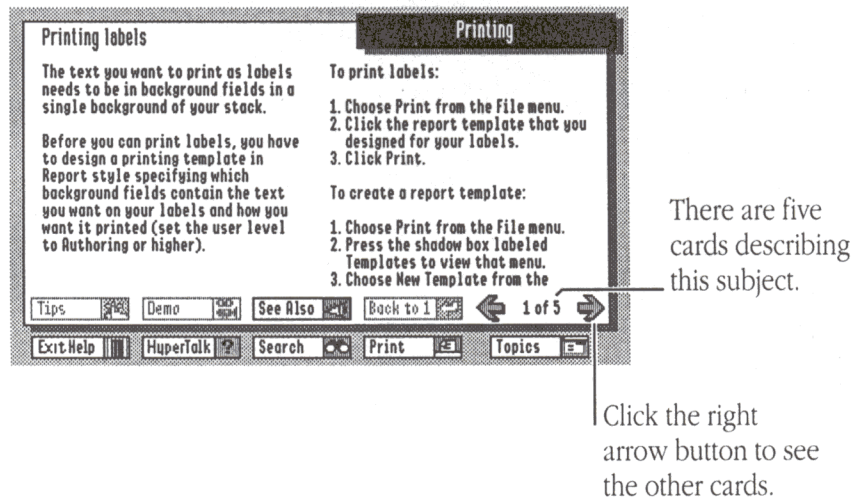 Printing labels
Printing
The text you want to print as labels
needs to be in background fields in a
single background of your stack.
Before you can print labels, you have
to design a printing template in
Report style specifying which
background fields contain the text
you want on your labels and how you
want it printed (set the user level
to Authoring or higher).
To print labels:
1. Choose Print from the File menu.
2. Click the report template that you
designed for your labels.
3. Click Print.
To create a report template:
1. Choose Print from the File menu.
2. Press the shadow box labeled
Templates to view that menu.
3. Choose New Template from the
Tips
Demo
See Also
Back to 1
1 of 5
Exit Help
HyperTalk ?
Search
Print
Topics
There are five
cards describing
this subject.
Click the right
arrow button to see
the other cards.